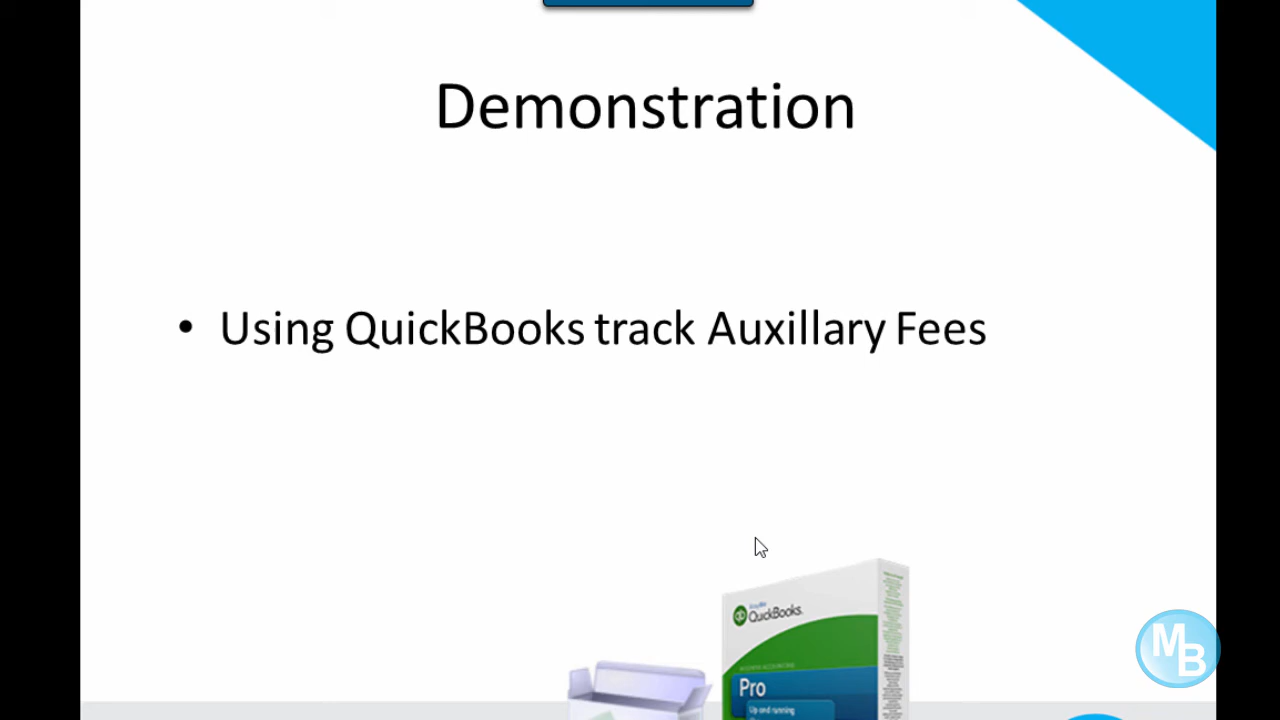 Demonstration
• Using QuickBooks track Auxillary Fees
QuickBooks.
Pro
Up and running
MB